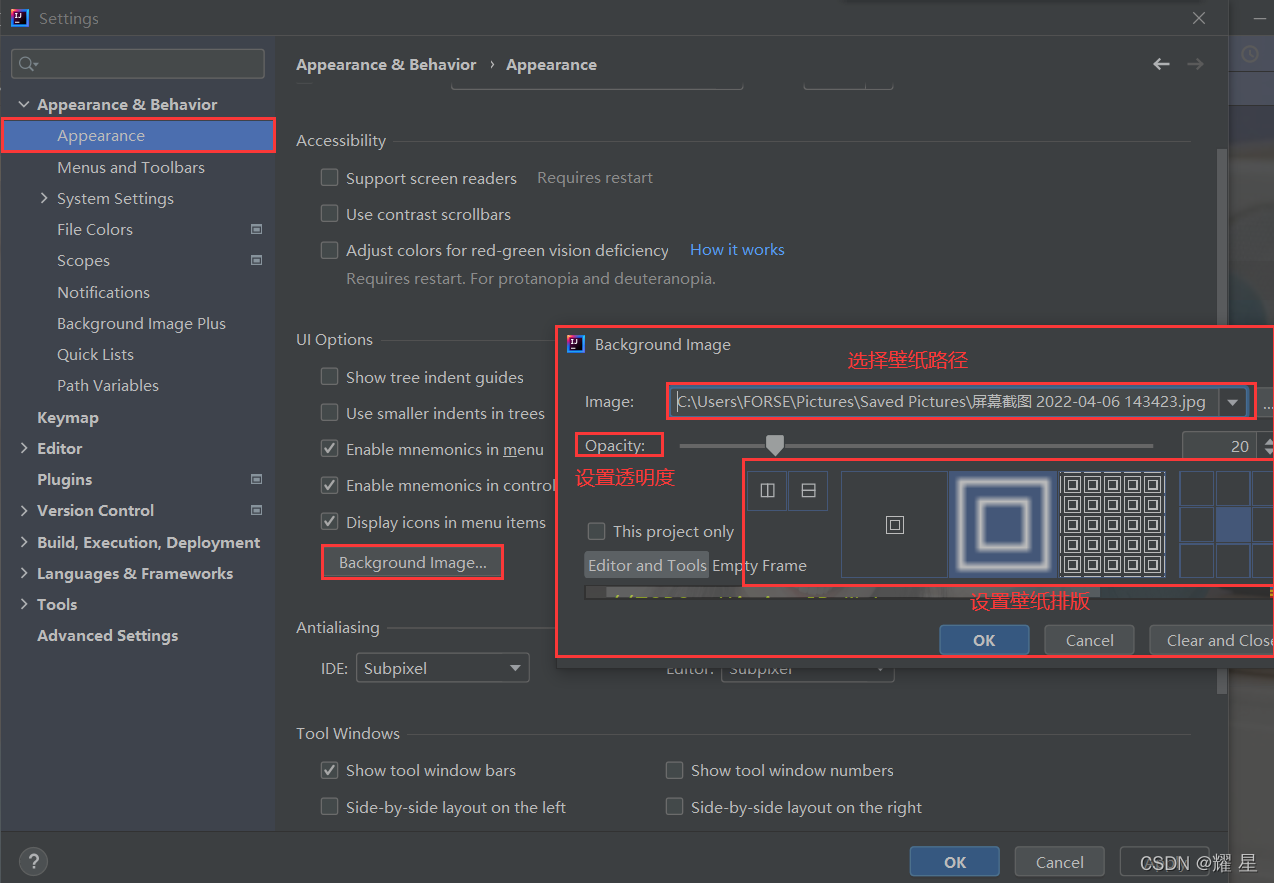 Settings
Appearance & Behavior › Appearance
Appearance & Behavior
Appearance
Menus and Toolbars
System Settings
File Colors
Scopes
Notifications
Background Image Plus
Quick Lists
Path Variables
Keymap
Editor
Plugins
Version Control
Build, Execution, Deployment
Languages & Frameworks
Tools
Advanced Settings
Accessibility
Support screen readers Requires restart
Use contrast scrollbars
Adjust colors for red-green vision deficiency How it works
Requires restart. For protanopia and deuteranopia.
UI Options
Show tree indent guides
Use smaller indents in trees
Enable mnemonics in menu
Enable mnemonics in control
Display icons in menu items
Background Image...
Background Image
选择壁纸路径
Image: C:\Users\FORSE\Pictures\Saved Pictures\屏幕截图 2022-04-06 143423.jpg ...
Opacity: 20
设置透明度
This project only
Editor and Tools Empty Frame
设置壁纸排版
OK Cancel Clear and Close
Antialiasing
IDE: Subpixel Editor: Subpixel
Tool Windows
Show tool window bars Show tool window numbers
Side-by-side layout on the left Side-by-side layout on the right
? OK Cancel
CSDN @耀 星